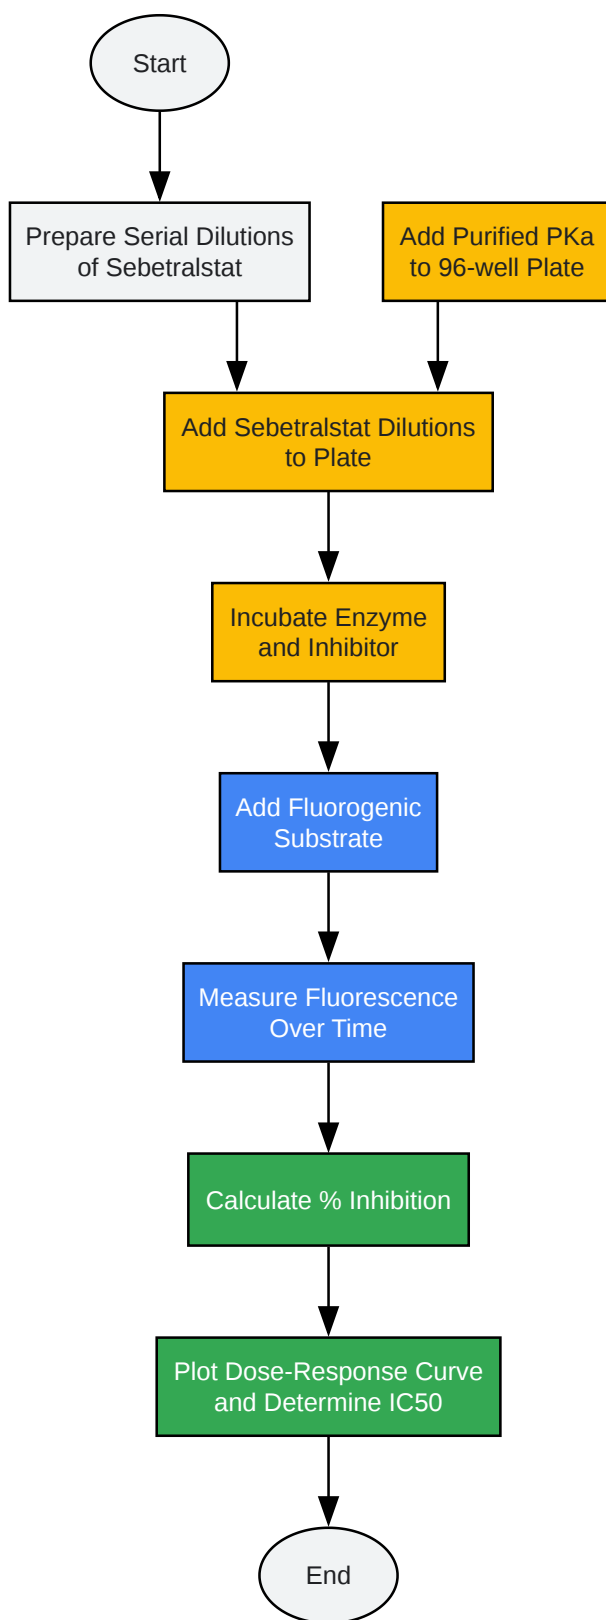 Start
Prepare Serial Dilutions
of Sebetralstat
Add Purified PKa
to 96-well Plate
Add Sebetralstat Dilutions
to Plate
Incubate Enzyme
and Inhibitor
Add Fluorogenic
Substrate
Measure Fluorescence
Over Time
Calculate % Inhibition
Plot Dose-Response Curve
and Determine IC50
End